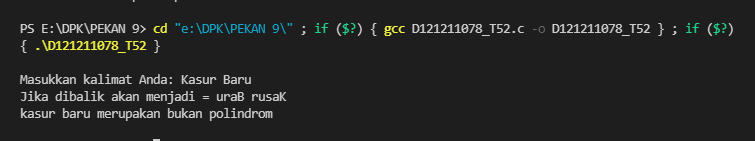 PS E:\DPK\PEKAN 9> cd "e:\DPK\PEKAN 9\" ; if ($?) { gcc D121211078_T52.c -o D121211078_T52 } ; if ($?)
{ .\D121211078_T52 }
Masukkan kalimat Anda: Kasur Baru
Jika dibalik akan menjadi = uraB rusaK
kasur baru merupakan bukan polindrom